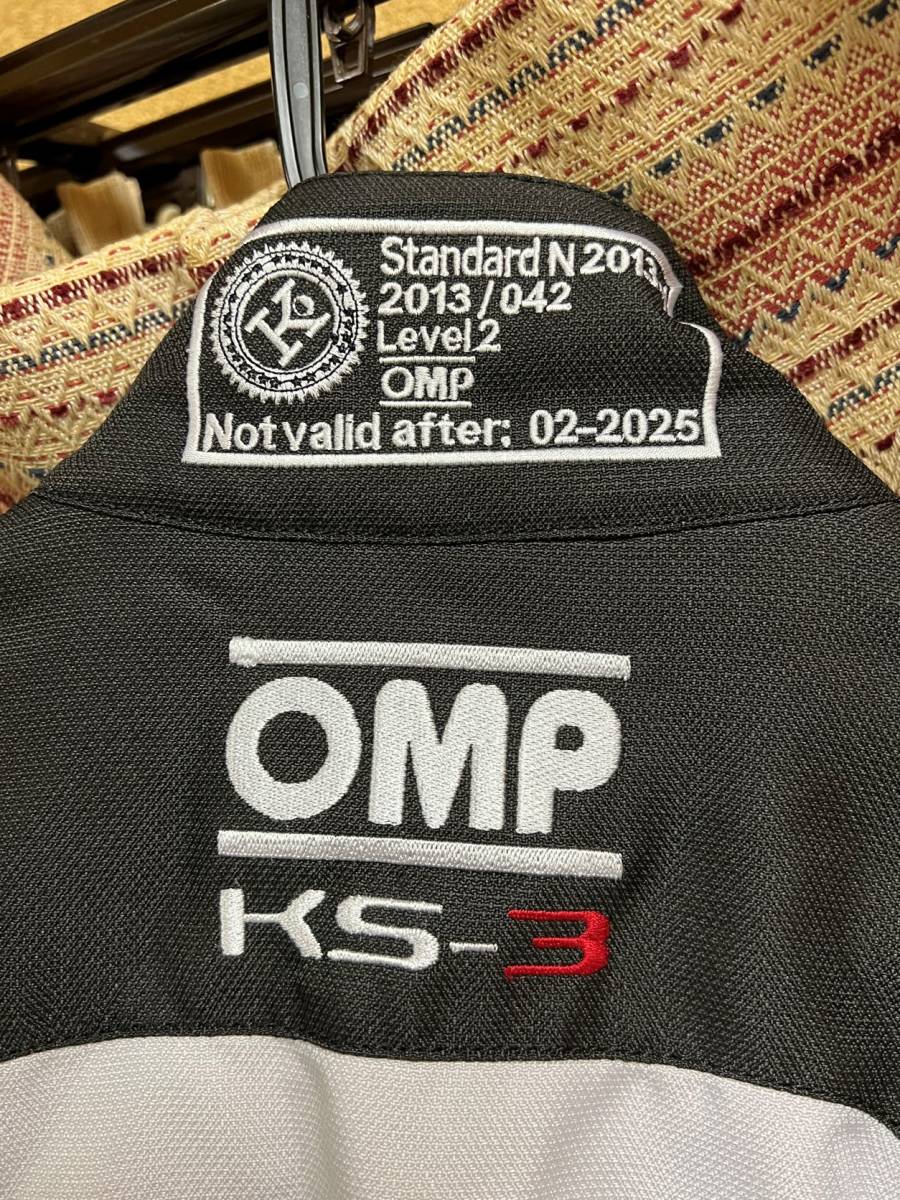 Standard N 2013
2013/042
Level 2
OMP
Not valid after: 02-2025
OMP
KS-3